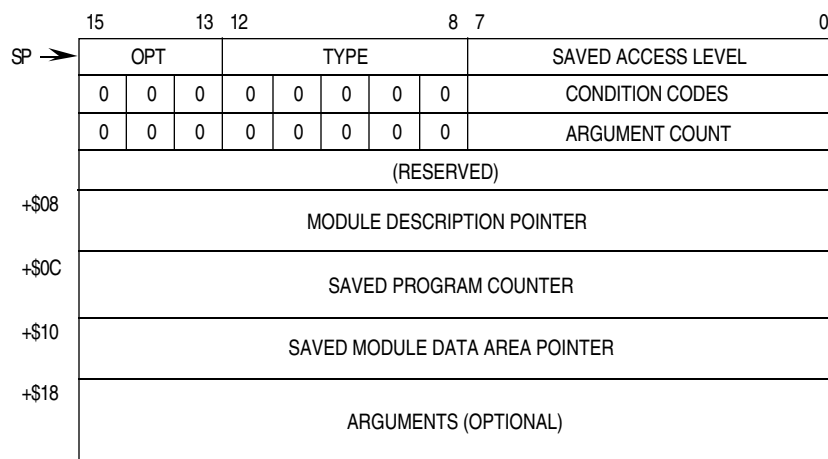 15 13 12 8 7 0
SP OPT TYPE SAVED ACCESS LEVEL
0 0 0 0 0 0 0 0 CONDITION CODES
0 0 0 0 0 0 0 0 ARGUMENT COUNT
(RESERVED)
+$08
MODULE DESCRIPTION POINTER
+$0C
SAVED PROGRAM COUNTER
+$10
SAVED MODULE DATA AREA POINTER
+$18
ARGUMENTS (OPTIONAL)